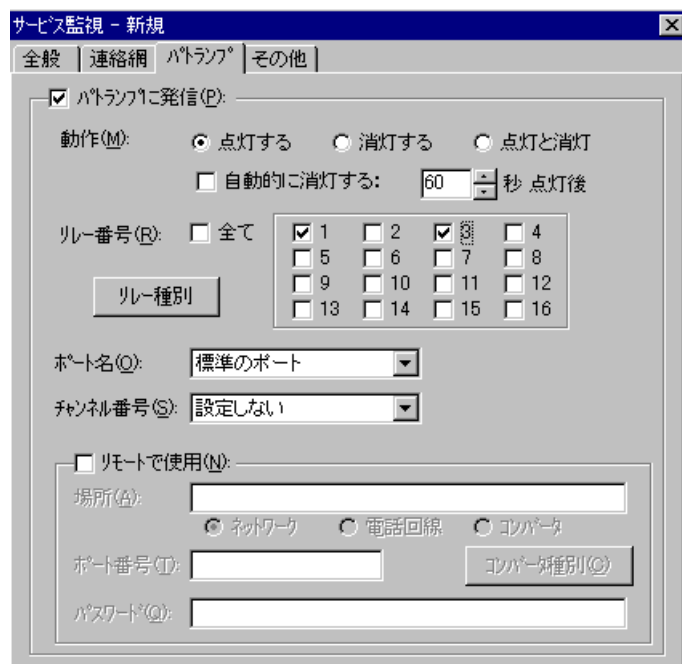 サービス監視 - 新規
全般 連絡網 パトランプ その他
パトランプに発信(P):
動作(M): 点灯する 消灯する 点灯と消灯
自動的に消灯する: 60 秒 点灯後
リレー番号(R): 全て 1 2 3 4
5 6 7 8
リレー種別 9 10 11 12
13 14 15 16
ポート名(O): 標準のポート
チャンネル番号(S): 設定しない
リモートで使用(N):
場所(A):
ネットワーク 電話回線 コンバータ
ポート番号(T): コンバータ種別(C)
パスワード(Q):